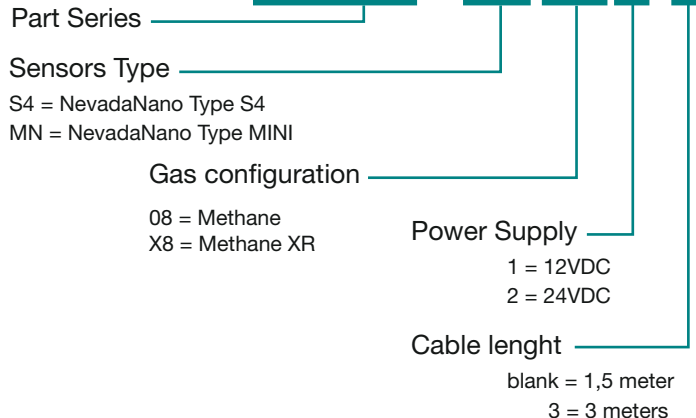 Part Series
Sensors Type
S4 = NevadaNano Type S4
MN = NevadaNano Type MINI
Gas configuration
08 = Methane
X8 = Methane XR
Power Supply
1 = 12VDC
2 = 24VDC
Cable lenght
blank = 1,5 meter
3 = 3 meters